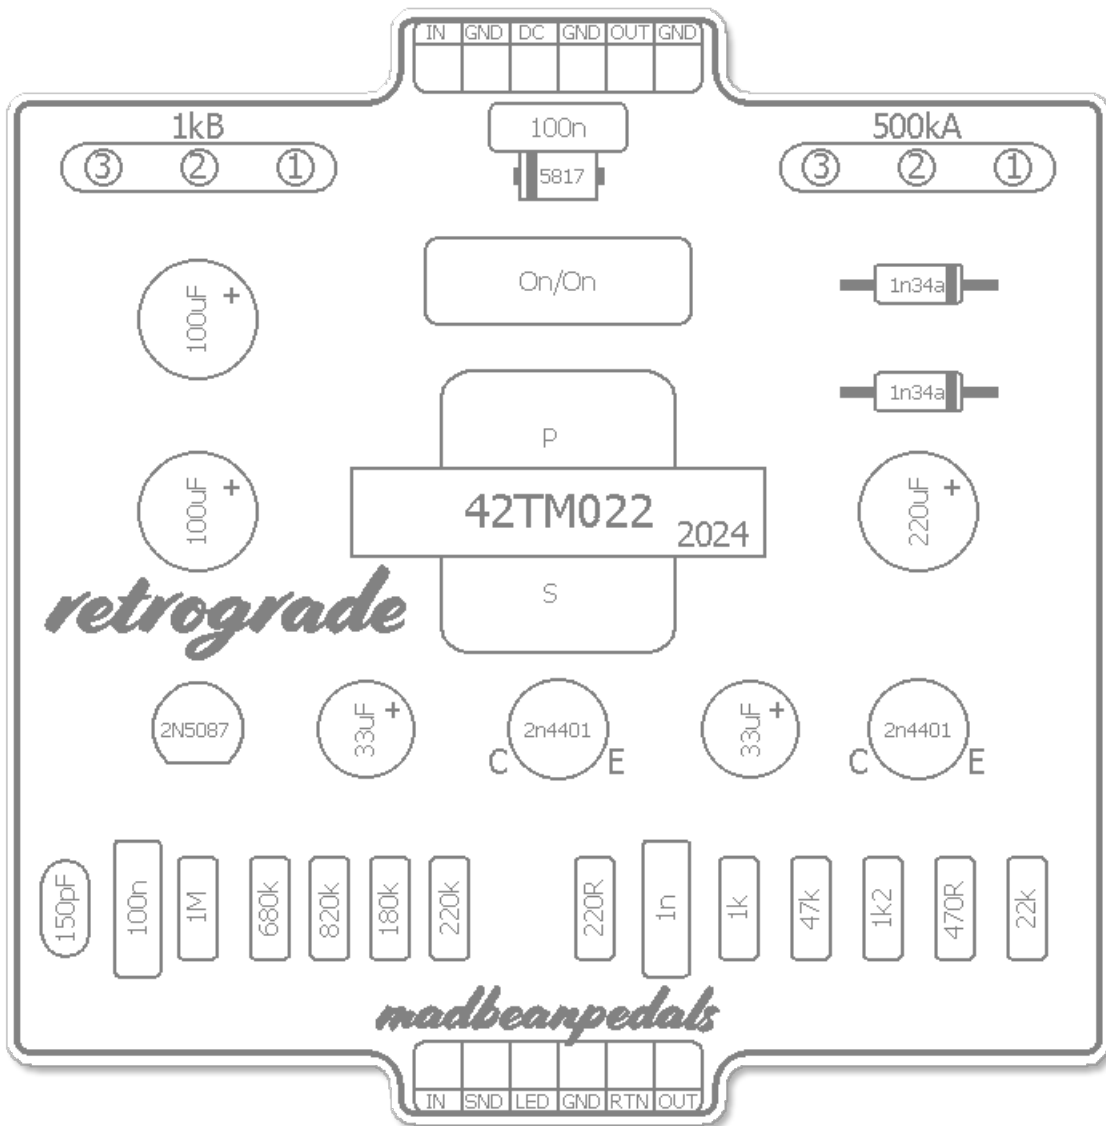 IN GND DC GND OUT GND
1kB 100n 500kA
3 2 1 5817 3 2 1
On/On
1n34a
100uF +
1n34a
P
100uF + 42TM022 2024 220uF +
retrograde
S
2N5087 33uF + 2n4401 33uF + 2n4401
C E C E
150pF 100n 1M 680k 820k 180k 220k 220R 1n 1k 47k 1k2 470R 22k
madbeanpedals
IN SND LED GND RTN OUT